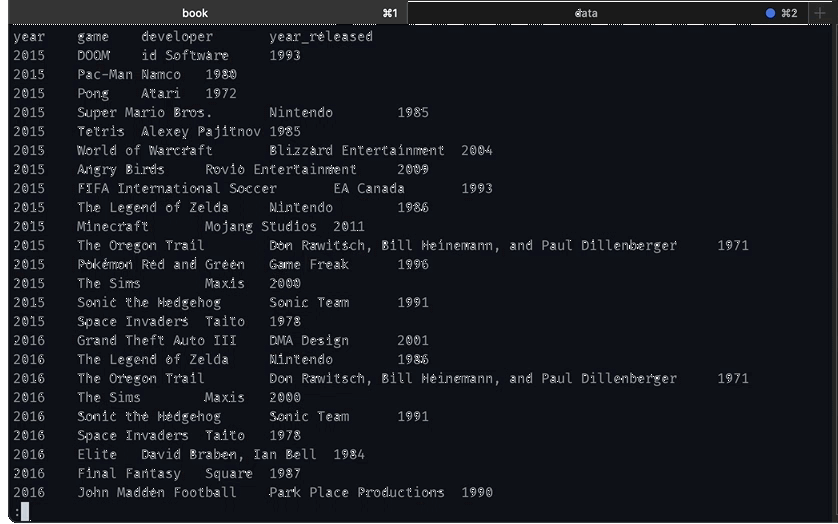 book ⌘1 data ⌘2 +
year game developer year_released
2015 DOOM id Software 1993
2015 Pac-Man Namco 1980
2015 Pong Atari 1972
2015 Super Mario Bros. Nintendo 1985
2015 Tetris Alexey Pajitnov 1985
2015 World of Warcraft Blizzard Entertainment 2004
2015 Angry Birds Rovio Entertainment 2009
2015 FIFA International Soccer EA Canada 1993
2015 The Legend of Zelda Nintendo 1986
2015 Minecraft Mojang Studios 2011
2015 The Oregon Trail Don Rawitsch, Bill Heinemann, and Paul Dillenberger 1971
2015 Pokémon Red and Green Game Freak 1996
2015 The Sims Maxis 2000
2015 Sonic the Hedgehog Sonic Team 1991
2015 Space Invaders Taito 1978
2016 Grand Theft Auto III DMA Design 2001
2016 The Legend of Zelda Nintendo 1986
2016 The Oregon Trail Don Rawitsch, Bill Heinemann, and Paul Dillenberger 1971
2016 The Sims Maxis 2000
2016 Sonic the Hedgehog Sonic Team 1991
2016 Space Invaders Taito 1978
2016 Elite David Braben, Ian Bell 1984
2016 Final Fantasy Square 1987
2016 John Madden Football Park Place Productions 1990
: